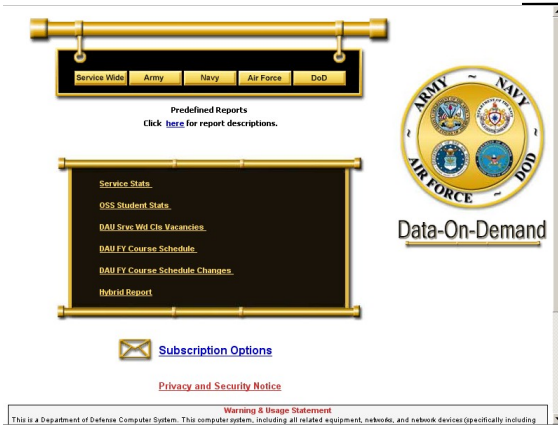 Service Wide Army Navy Air Force DoD
Predefined Reports
Click here for report descriptions.
ARMY ~ NAVY ~ DOD ~ AIR FORCE ~
Data-On-Demand
Service Stats
OSS Student Stats
DAU Srvc Wd Cls Vacancies
DAU FY Course Schedule
DAU FY Course Schedule Changes
Hybrid Report
Subscription Options
Privacy and Security Notice
Warning & Usage Statement
This is a Department of Defense Computer System. This computer system, including all related equipment, networks, and network devices (specifically including